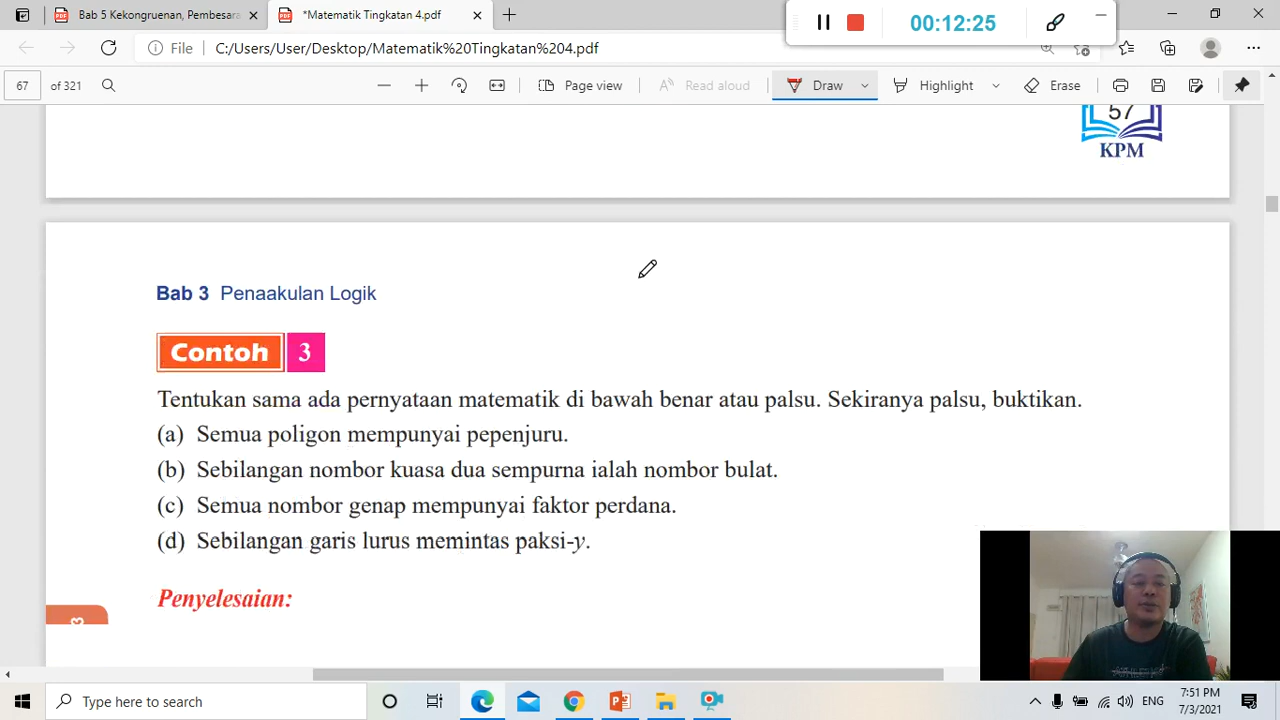 Bab 5 Kekongruenan, Pembesara
*Matematik Tingkatan 4.pdf
00:12:25
File
C:/Users/User/Desktop/Matematik%20Tingkatan%204.pdf
67 of 321
Page view
Read aloud
Draw
Highlight
Erase
57
KPM
Bab 3 Penaakulan Logik
Contoh 3
Tentukan sama ada pernyataan matematik di bawah benar atau palsu. Sekiranya palsu, buktikan.
(a) Semua poligon mempunyai pepenjuru.
(b) Sebilangan nombor kuasa dua sempurna ialah nombor bulat.
(c) Semua nombor genap mempunyai faktor perdana.
(d) Sebilangan garis lurus memintas paksi-y.
Penyelesaian:
Type here to search
ENG
7:51 PM
7/3/2021